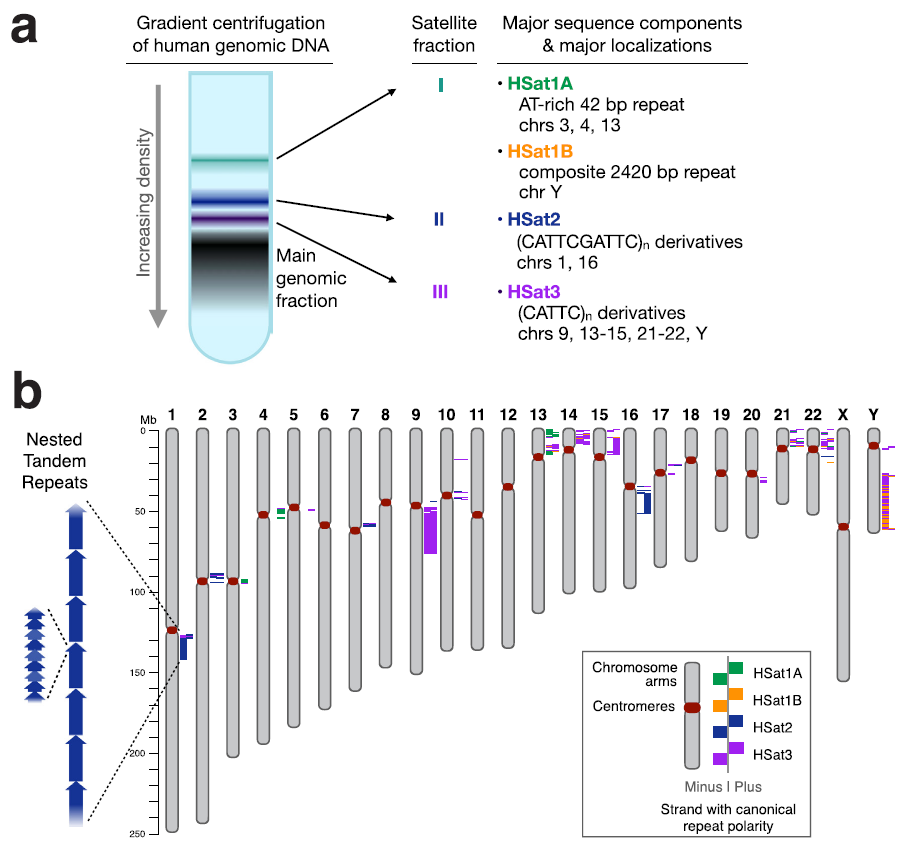 a
Gradient centrifugation
of human genomic DNA
Satellite
fraction
Major sequence components
& major localizations
Increasing density
Main
genomic
fraction
I
• HSat1A
AT-rich 42 bp repeat
chrs 3, 4, 13
• HSat1B
composite 2420 bp repeat
chr Y
II
• HSat2
(CATTCGATTC)n derivatives
chrs 1, 16
III
• HSat3
(CATTC)n derivatives
chrs 9, 13-15, 21-22, Y
b
Nested
Tandem
Repeats
Mb 1 2 3 4 5 6 7 8 9 10 11 12 13 14 15 16 17 18 19 20 21 22 X Y
0
50
100
150
200
250
Chromosome
arms
Centromeres
HSat1A
HSat1B
HSat2
HSat3
Minus | Plus
Strand with canonical
repeat polarity